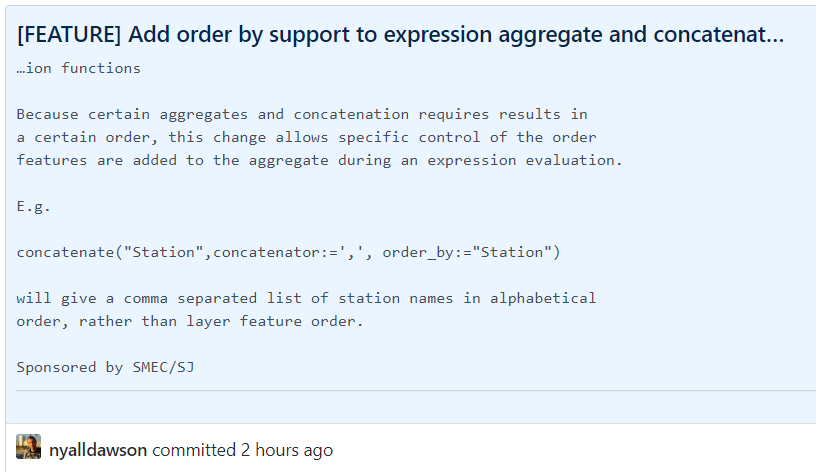 [FEATURE] Add order by support to expression aggregate and concatenat…
…ion functions
Because certain aggregates and concatenation requires results in
a certain order, this change allows specific control of the order
features are added to the aggregate during an expression evaluation.
E.g.
concatenate("Station",concatenator:=',', order_by:="Station")
will give a comma separated list of station names in alphabetical
order, rather than layer feature order.
Sponsored by SMEC/SJ
nyalldawson committed 2 hours ago